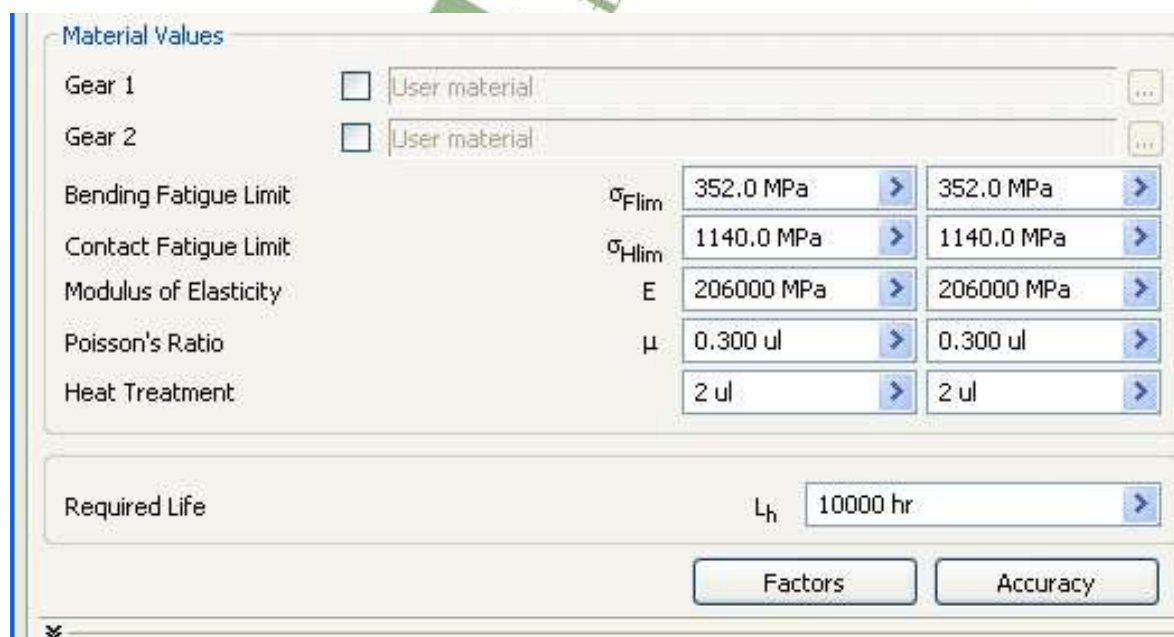 Material Values
Gear 1 User material ...
Gear 2 User material ...
Bending Fatigue Limit σFlim 352.0 MPa 352.0 MPa
Contact Fatigue Limit σHlim 1140.0 MPa 1140.0 MPa
Modulus of Elasticity E 206000 MPa 206000 MPa
Poisson's Ratio μ 0.300 ul 0.300 ul
Heat Treatment 2 ul 2 ul
Required Life Lh 10000 hr
Factors Accuracy